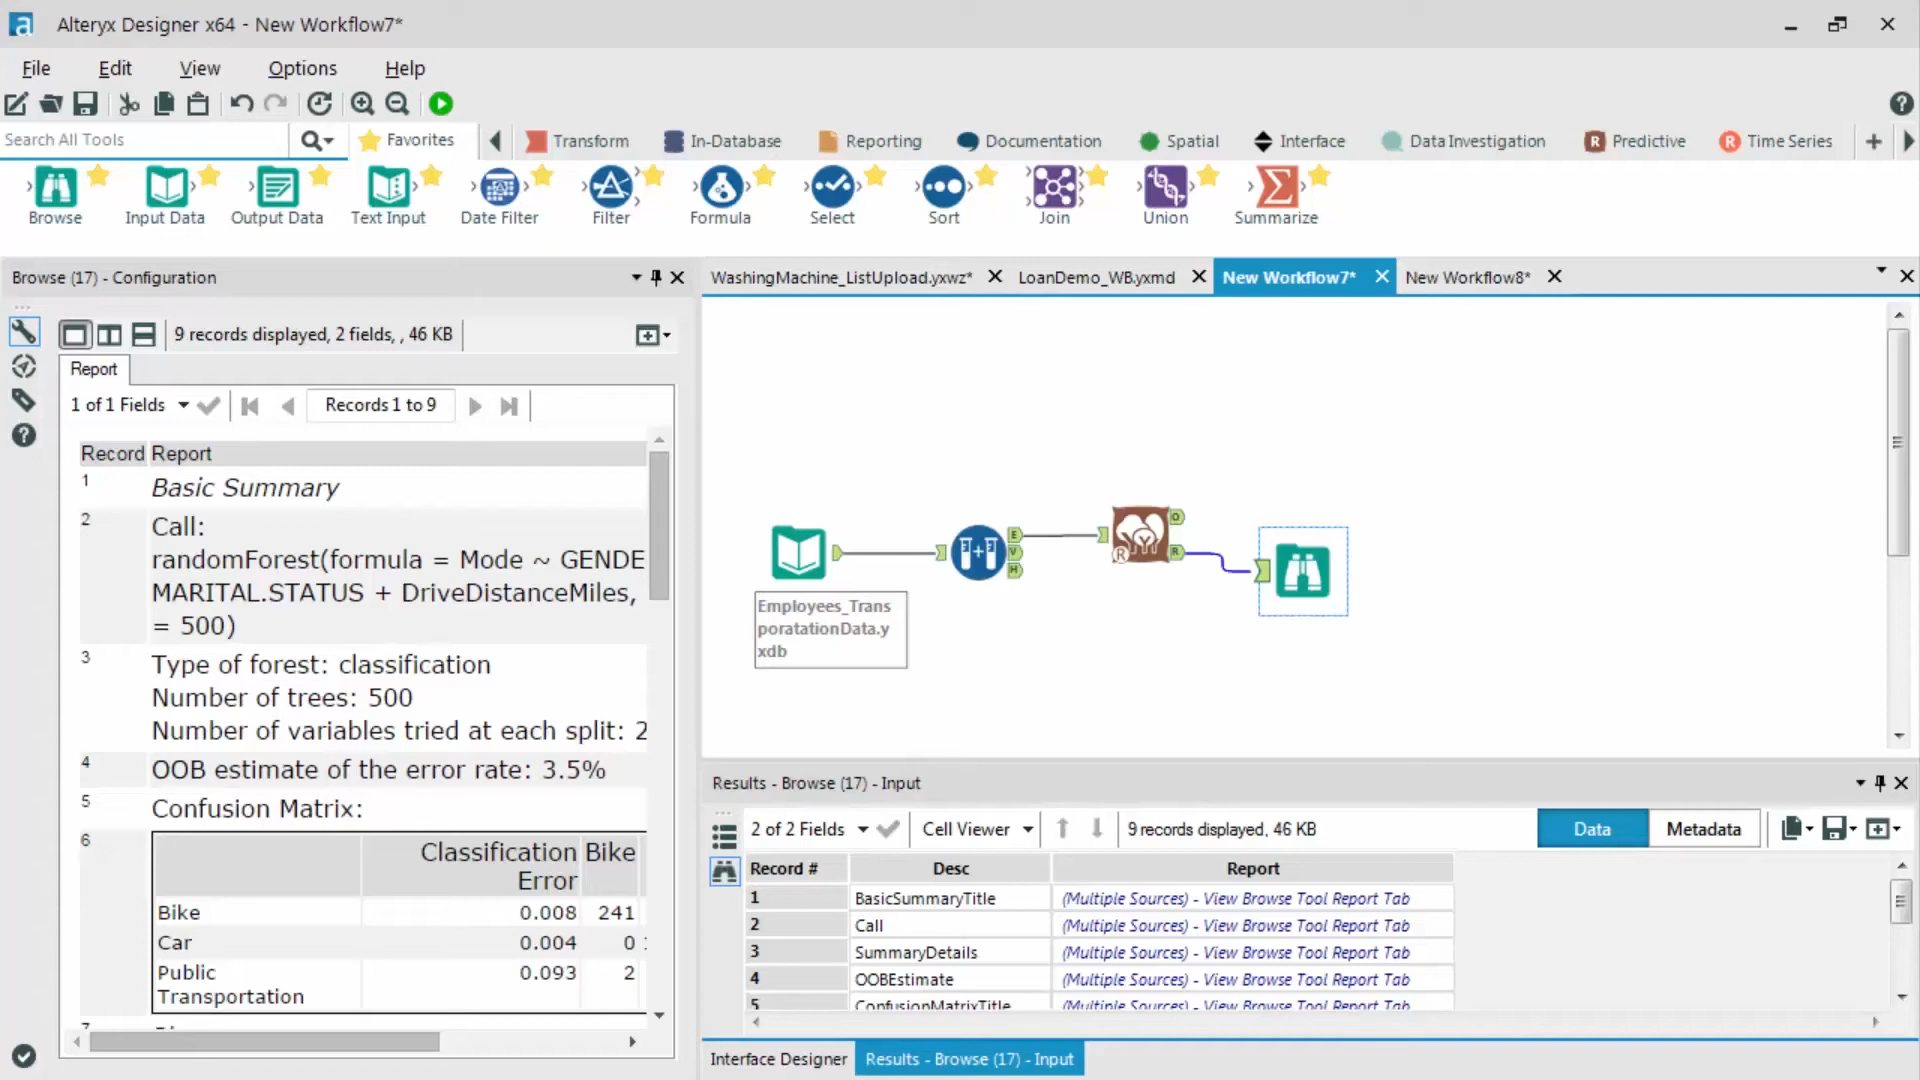 Alteryx Designer x64 - New Workflow7*
File Edit View Options Help
Search All Tools
Favorites Transform In-Database Reporting Documentation Spatial Interface Data Investigation Predictive Time Series
Browse Input Data Output Data Text Input Date Filter Filter Formula Select Sort Join Union Summarize
Browse (17) - Configuration
WashingMachine_ListUpload.yxwz* LoanDemo_WB.yxmd New Workflow7* New Workflow8*
9 records displayed, 2 fields, , 46 KB
Report
1 of 1 Fields
Records 1 to 9
Record Report
1 Basic Summary
2 Call:
randomForest(formula = Mode ~ GENDE
MARITAL.STATUS + DriveDistanceMiles,
= 500)
3 Type of forest: classification
Number of trees: 500
Number of variables tried at each split: 2
4 OOB estimate of the error rate: 3.5%
5 Confusion Matrix:
6
Classification Bike
Error
Bike 0.008 241
Car 0.004 0
Public 0.093 2
Transportation
7
E
V
H
R
O
R
Employees_Trans
poratationData.y
xdb
Results - Browse (17) - Input
2 of 2 Fields Cell Viewer 9 records displayed, 46 KB Data Metadata
Record # Desc Report
1 BasicSummaryTitle (Multiple Sources) - View Browse Tool Report Tab
2 Call (Multiple Sources) - View Browse Tool Report Tab
3 SummaryDetails (Multiple Sources) - View Browse Tool Report Tab
4 OOBEstimate (Multiple Sources) - View Browse Tool Report Tab
5 ConfusionMatrixTitle (Multiple Sources) - View Browse Tool Report Tab
Interface Designer Results - Browse (17) - Input